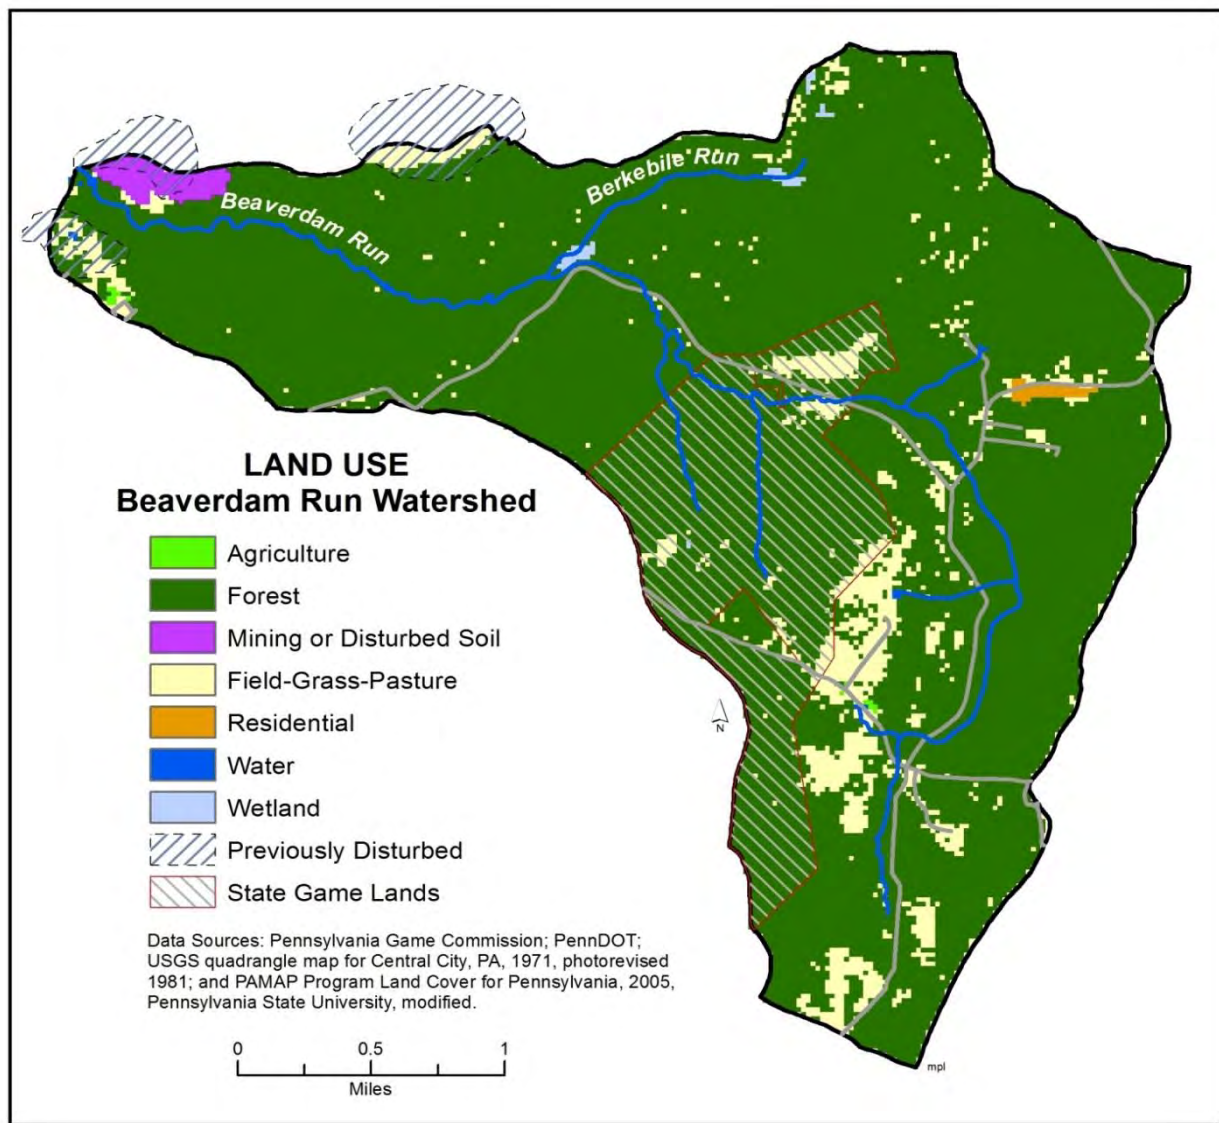 Berkebile Run
Beaverdam Run
LAND USE
Beaverdam Run Watershed
Agriculture
Forest
Mining or Disturbed Soil
Field-Grass-Pasture
Residential
Water
Wetland
Previously Disturbed
State Game Lands
N
Data Sources: Pennsylvania Game Commission; PennDOT;
USGS quadrangle map for Central City, PA, 1971, photorevised
1981; and PAMAP Program Land Cover for Pennsylvania, 2005,
Pennsylvania State University, modified.
0 0.5 1
Miles
mpl